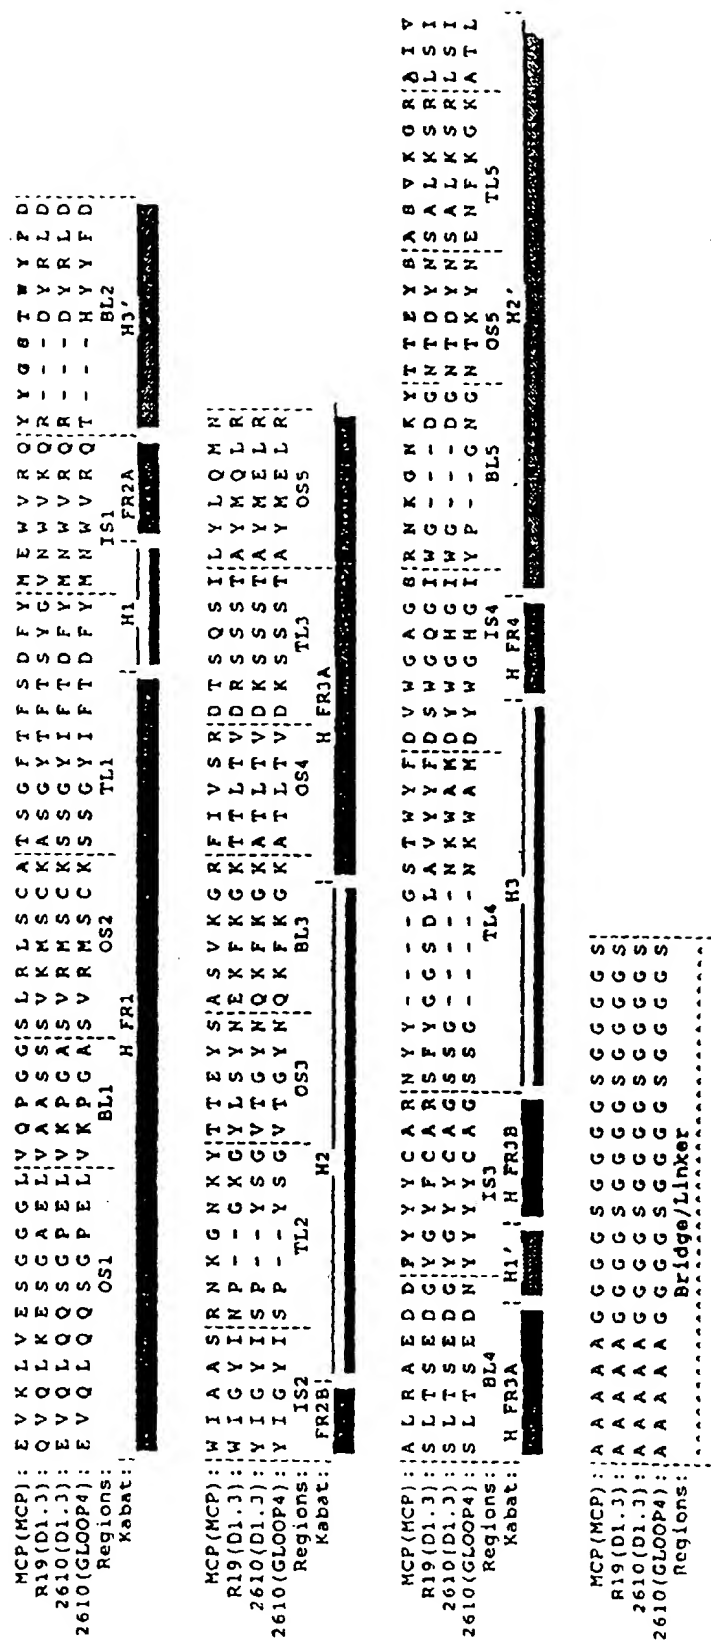 MCP(MCP): E V K L V E S G G G L V Q P G G S L R L S C A T S G F T F S D F Y M E W V R Q Y Y G S T W Y F D
R19(D1.3): Q V Q L K E S G A E L V A A S S S V K M S C K A S G Y T F T S Y G V N W V K Q R - - - D Y R L D
2610(D1.3): E V Q L Q Q S G P E L V K P G A S V R M S C K S S G Y I F T D F Y M N W V R Q R - - - D Y R L D
2610(GLOOP4): E V Q L Q Q S G P E L V K P G A S V R M S C K S S G Y I F T D F Y M N W V R Q T - - - H Y Y F D
Regions: OS1 BL1 OS2 TL1 IS1 BL2
Kabat: H FR1 H1 FR2A H3'
MCP(MCP): W I A A S R N K G N K Y T T E Y S A S V K G R F I V S R D T S Q S I L Y L Q M N
R19(D1.3): W I G Y I N P - - G K G Y L S Y N E K F K G K T T L T V D R S S S T A Y M Q L R
2610(D1.3): Y I G Y I S P - - Y S G V T G Y N Q K F K G K A T L T V D K S S S T A Y M E L R
2610(GLOOP4): Y I G Y I S P - - Y S G V T G Y N Q K F K G K A T L T V D K S S S T A Y M E L R
Regions: IS2 TL2 OS3 BL3 OS4 TL3 OS5
Kabat: FR2B H2 H FR3A
MCP(MCP): A L R A E D D F Y Y Y C A R N Y Y - - - - G S T W Y F D V W G A G S R N K G N K Y T T E Y S A S V K G R A I V
R19(D1.3): S L T S E D G Y G Y F C A R S F Y G G S D L A V Y Y F D S W G Q G I W G - - - D G N T D Y N S A L K S R L S I
2610(D1.3): S L T S E D G Y G Y Y C A G S S G - - - - - N K W A M D Y W G H G I W G - - - D G N T D Y N S A L K S R L S I
2610(GLOOP4): S L T S E D N Y Y Y Y C A G S S G - - - - - N K W A M D Y W G H G I Y P - - G N G N T K Y N E N F K G K A T L
Regions: BL4 IS3 TL4 IS4 BL5 OS5 TL5
Kabat: H FR3A H1' H FR3B H3 H FR4 H2'
MCP(MCP): A A A A A G G G G S G G G G S G G G G S
R19(D1.3): A A A A A G G G G S G G G G S G G G G S
2610(D1.3): A A A A A G G G G S G G G G S G G G G S
2610(GLOOP4): A A A A A G G G G S G G G G S G G G G S
Regions: Bridge/Linker